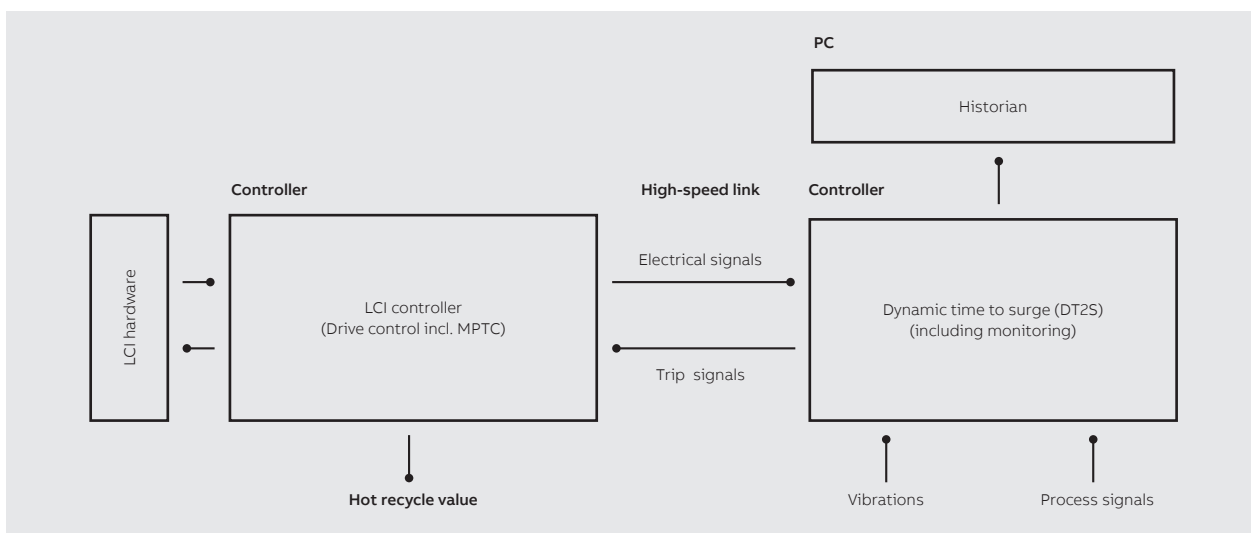 PC
Historian
Controller
High-speed link
Controller
LCI hardware
LCI controller
(Drive control incl. MPTC)
Electrical signals
Trip signals
Dynamic time to surge (DT2S)
(including monitoring)
Hot recycle value
Vibrations
Process signals